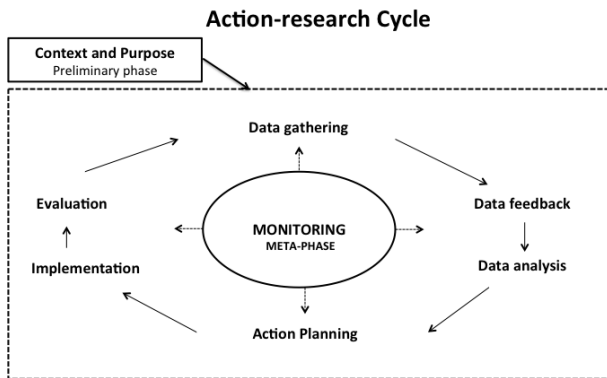 Action-research Cycle
Context and Purpose
Preliminary phase
Data gathering
Evaluation
Data feedback
MONITORING
META-PHASE
Implementation
Data analysis
Action Planning